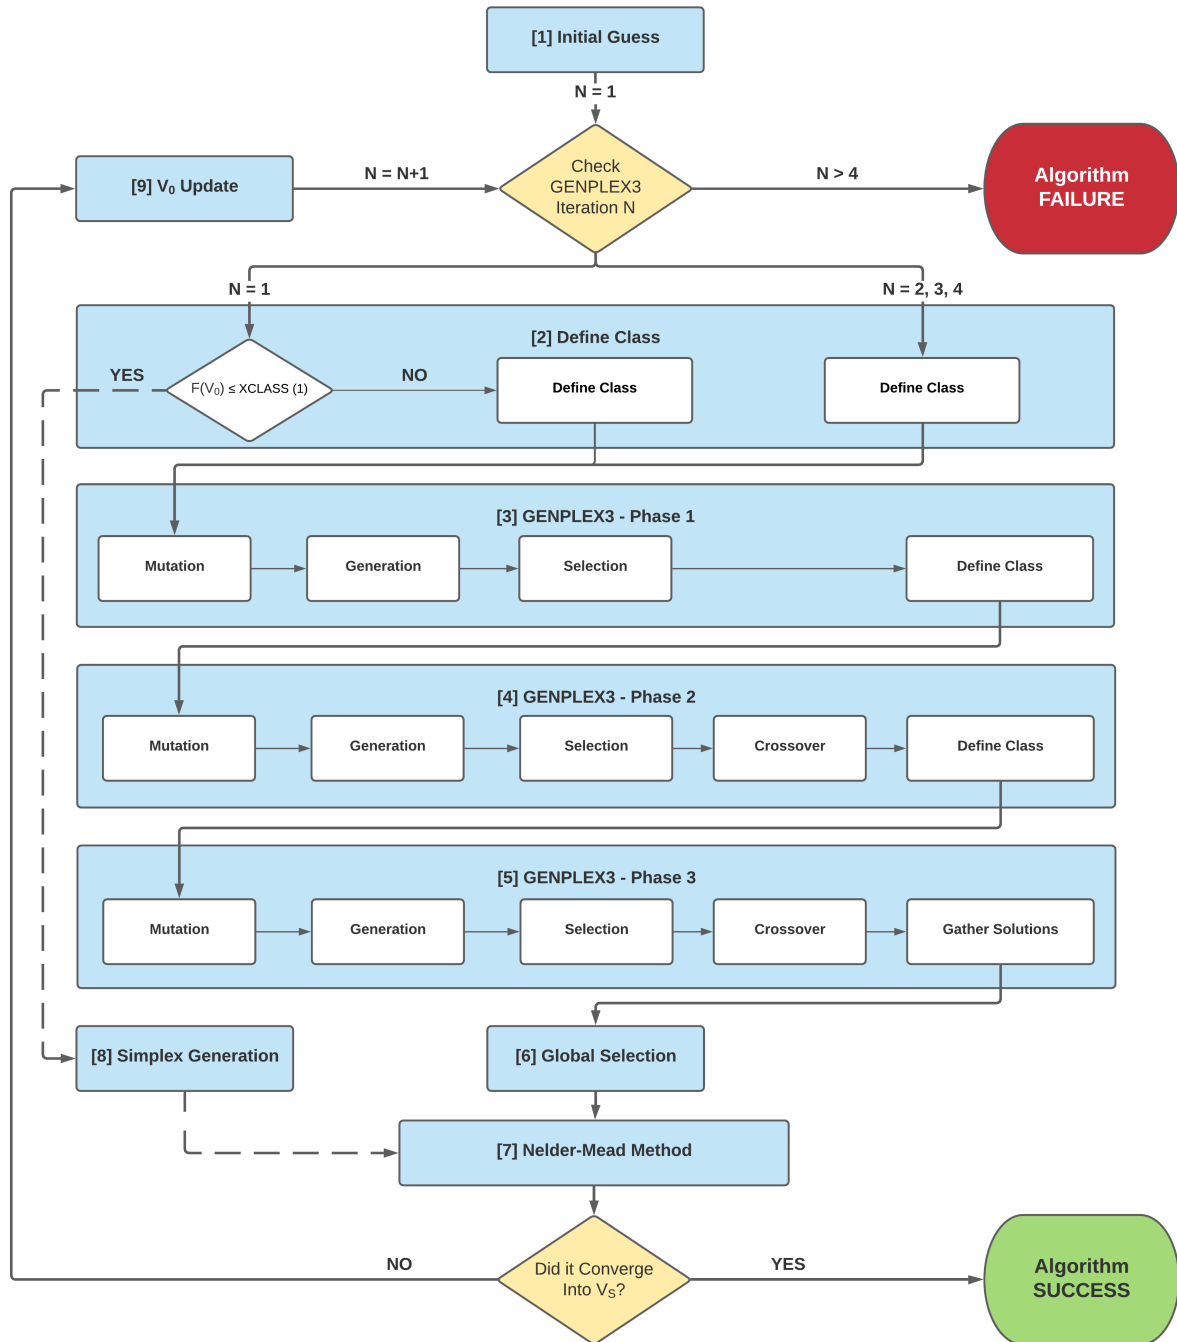 [1] Initial Guess
N = 1
[9] V₀ Update
N = N+1
Check
GENPLEX3
Iteration N
N > 4
Algorithm
FAILURE
N = 1
N = 2, 3, 4
[2] Define Class
YES
F(V₀) ≤ XCLASS (1)
NO
Define Class
Define Class
[3] GENPLEX3 - Phase 1
Mutation
Generation
Selection
Define Class
[4] GENPLEX3 - Phase 2
Mutation
Generation
Selection
Crossover
Define Class
[5] GENPLEX3 - Phase 3
Mutation
Generation
Selection
Crossover
Gather Solutions
[8] Simplex Generation
[6] Global Selection
[7] Nelder-Mead Method
NO
Did it Converge
Into Vₛ?
YES
Algorithm
SUCCESS